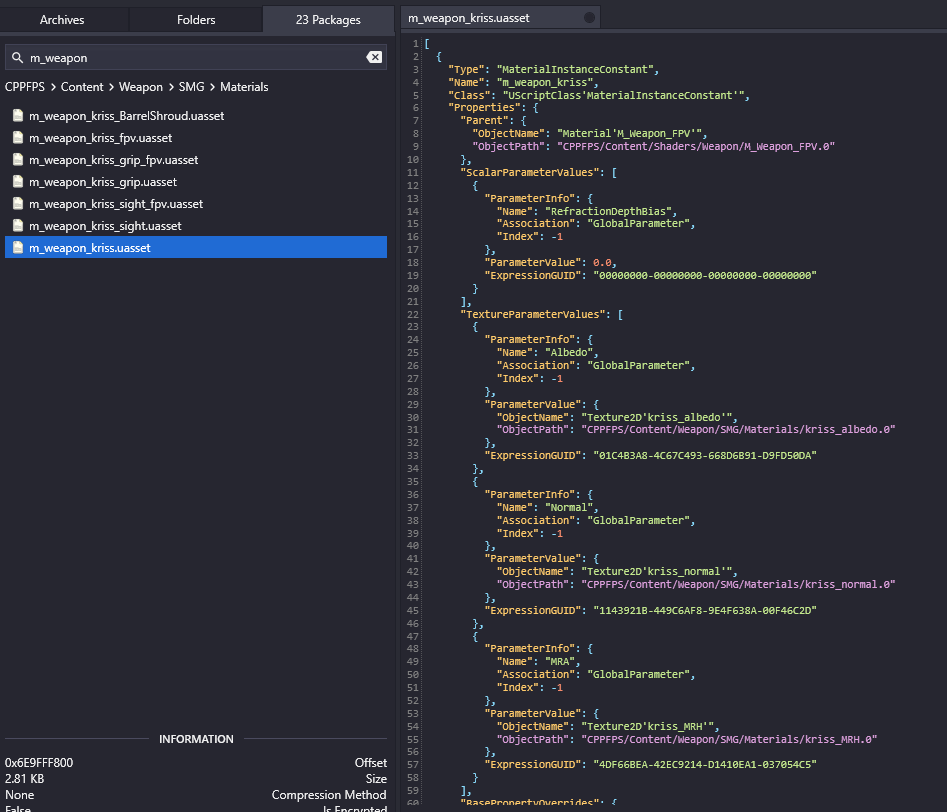 Archives
Folders
23 Packages
m_weapon
CPPFPS > Content > Weapon > SMG > Materials
m_weapon_kriss_BarrelShroud.uasset
m_weapon_kriss_fpv.uasset
m_weapon_kriss_grip_fpv.uasset
m_weapon_kriss_grip.uasset
m_weapon_kriss_sight_fpv.uasset
m_weapon_kriss_sight.uasset
m_weapon_kriss.uasset
INFORMATION
0x6E9FFF800 Offset
2.81 KB Size
None Compression Method
False Is Encrypted
m_weapon_kriss.uasset
1 [
2 {
3 "Type": "MaterialInstanceConstant",
4 "Name": "m_weapon_kriss",
5 "Class": "UScriptClass'MaterialInstanceConstant'",
6 "Properties": {
7 "Parent": {
8 "ObjectName": "Material'M_Weapon_FPV'",
9 "ObjectPath": "CPPFPS/Content/Shaders/Weapon/M_Weapon_FPV.0"
10 },
11 "ScalarParameterValues": [
12 {
13 "ParameterInfo": {
14 "Name": "RefractionDepthBias",
15 "Association": "GlobalParameter",
16 "Index": -1
17 },
18 "ParameterValue": 0.0,
19 "ExpressionGUID": "00000000-00000000-00000000-00000000"
20 }
21 ],
22 "TextureParameterValues": [
23 {
24 "ParameterInfo": {
25 "Name": "Albedo",
26 "Association": "GlobalParameter",
27 "Index": -1
28 },
29 "ParameterValue": {
30 "ObjectName": "Texture2D'kriss_albedo'",
31 "ObjectPath": "CPPFPS/Content/Weapon/SMG/Materials/kriss_albedo.0"
32 },
33 "ExpressionGUID": "01C4B3A8-4C67C493-668D6B91-D9FD50DA"
34 },
35 {
36 "ParameterInfo": {
37 "Name": "Normal",
38 "Association": "GlobalParameter",
39 "Index": -1
40 },
41 "ParameterValue": {
42 "ObjectName": "Texture2D'kriss_normal'",
43 "ObjectPath": "CPPFPS/Content/Weapon/SMG/Materials/kriss_normal.0"
44 },
45 "ExpressionGUID": "1143921B-449C6AF8-9E4F638A-00F46C2D"
46 },
47 {
48 "ParameterInfo": {
49 "Name": "MRA",
50 "Association": "GlobalParameter",
51 "Index": -1
52 },
53 "ParameterValue": {
54 "ObjectName": "Texture2D'kriss_MRH'",
55 "ObjectPath": "CPPFPS/Content/Weapon/SMG/Materials/kriss_MRH.0"
56 },
57 "ExpressionGUID": "4DF66BEA-42EC9214-D1410EA1-037054C5"
58 }
59 ],
60 "BasePropertyOverrides": {